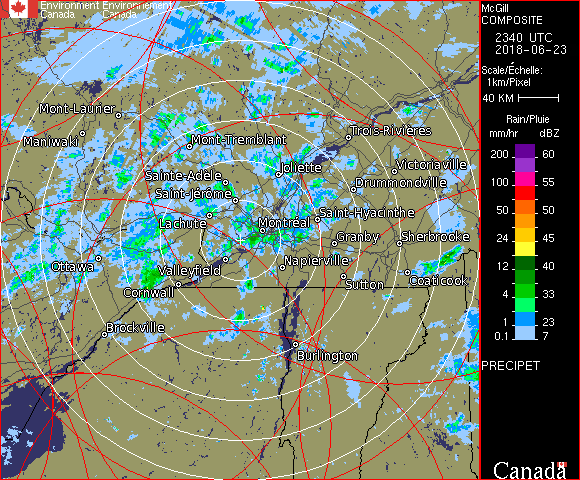 Environment Environnement
Canada Canada
McGill
COMPOSITE
2340 UTC
2018-06-23
Scale/Échelle:
1km/Pixel
40 KM
Rain/Pluie
mm/hr dBZ
200 60
100 55
50 50
24 45
12 40
4 33
1 23
0.1 7
PRECIPET
Canada
Mont-Laurier
Maniwaki
Mont-Tremblant
Trois-Rivières
Sainte-Adèle
Joliette
Victoriaville
Saint-Jérôme
Drummondville
Lachute
Montréal
Saint-Hyacinthe
Granby
Sherbrooke
Ottawa
Valleyfield
Napierville
Cornwall
Sutton
Coaticook
Brockville
Burlington